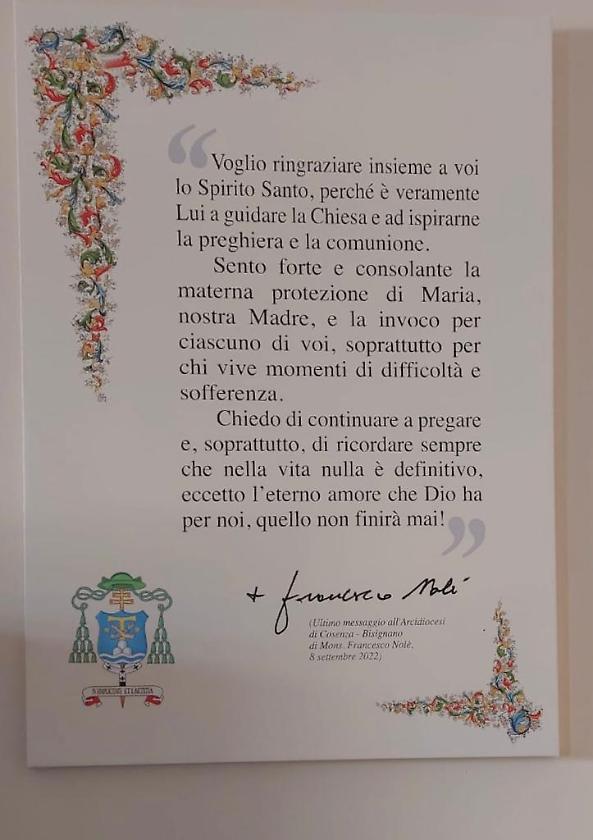 “Voglio ringraziare insieme a voi
lo Spirito Santo, perché è veramente
Lui a guidare la Chiesa e ad ispirarne
la preghiera e la comunione.
Sento forte e consolante la
materna protezione di Maria,
nostra Madre, e la invoco per
ciascuno di voi, soprattutto per
chi vive momenti di difficoltà e
sofferenza.
Chiedo di continuare a pregare
e, soprattutto, di ricordare sempre
che nella vita nulla è definitivo,
eccetto l'eterno amore che Dio ha
per noi, quello non finirà mai!”
+ Francesco Nolè
(Ultimo messaggio all'Arcidiocesi
di Cosenza - Bisignano
di Mons. Francesco Nolè,
8 settembre 2022)
ET LAETITIA